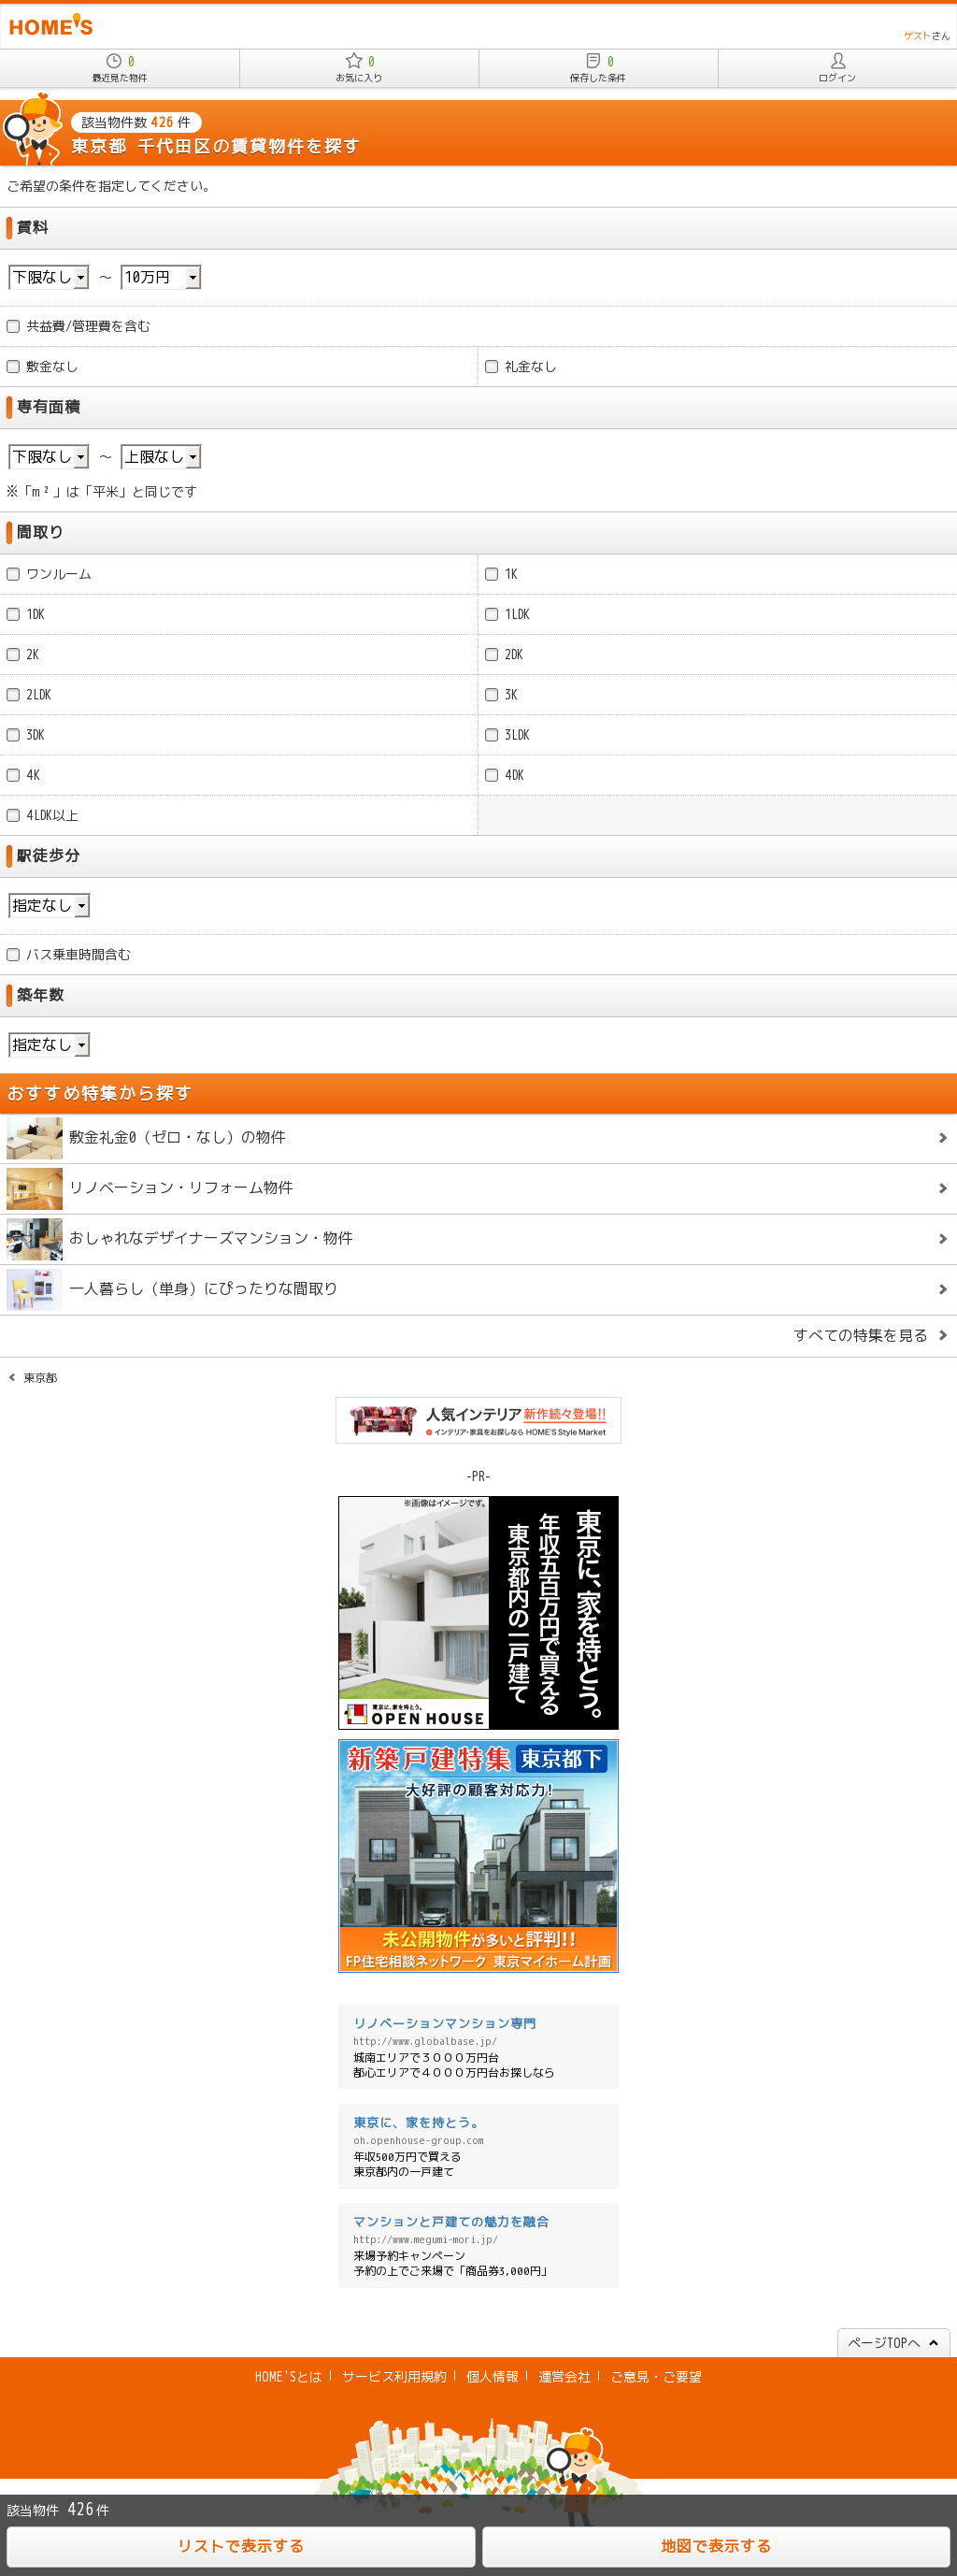 HOME'S
ゲストさん
0
最近見た物件
0
お気に入り
0
保存した条件
ログイン
該当物件数 426 件
東京都 千代田区の賃貸物件を探す
ご希望の条件を指定してください。
賃料
下限なし ～ 10万円
共益費/管理費を含む
敷金なし
礼金なし
専有面積
下限なし ～ 上限なし
※「m²」は「平米」と同じです
間取り
ワンルーム
1K
1DK
1LDK
2K
2DK
2LDK
3K
3DK
3LDK
4K
4DK
4LDK以上
駅徒歩分
指定なし
バス乗車時間含む
築年数
指定なし
おすすめ特集から探す
敷金礼金0（ゼロ・なし）の物件
リノベーション・リフォーム物件
おしゃれなデザイナーズマンション・物件
一人暮らし（単身）にぴったりな間取り
すべての特集を見る
東京都
人気インテリア 新作続々登場!!
インテリア・家具をお探しなら HOME'S Style Market
-PR-
※画像はイメージです。
東京に、家を持とう。
年収五百万円で買える
東京都内の一戸建て
東京に、家を持とう。
OPEN HOUSE
新築戸建特集 東京都下
大好評の顧客対応力!
未公開物件が多いと評判!!
FP住宅相談ネットワーク 東京マイホーム計画
リノベーションマンション専門
http://www.globalbase.jp/
城南エリアで３０００万円台
都心エリアで４０００万円台お探しなら
東京に、家を持とう。
oh.openhouse-group.com
年収500万円で買える
東京都内の一戸建て
マンションと戸建ての魅力を融合
http://www.megumi-mori.jp/
来場予約キャンペーン
予約の上でご来場で「商品券3,000円」
ページTOPへ
HOME'Sとは | サービス利用規約 | 個人情報 | 運営会社 | ご意見・ご要望
該当物件 426件
リストで表示する
地図で表示する